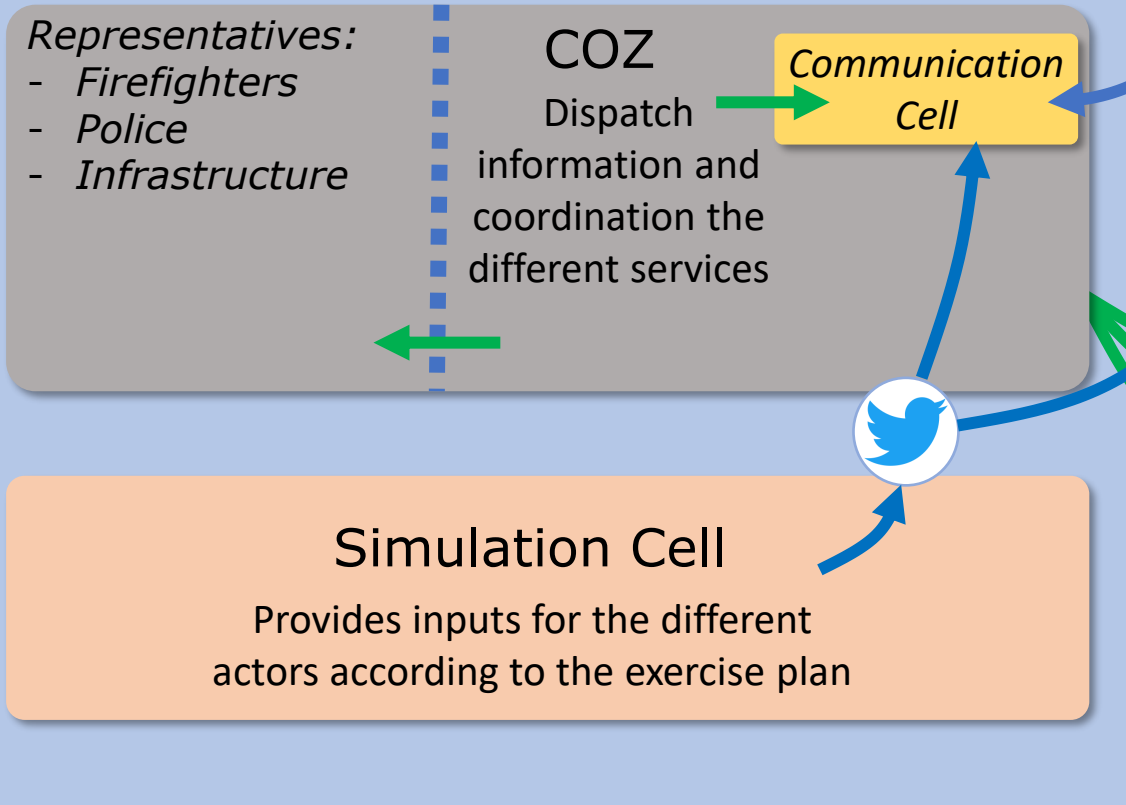 Representatives:
- Firefighters
- Police
- Infrastructure
COZ
Dispatch
information and
coordination the
different services
Communication
Cell
Simulation Cell
Provides inputs for the different
actors according to the exercise plan